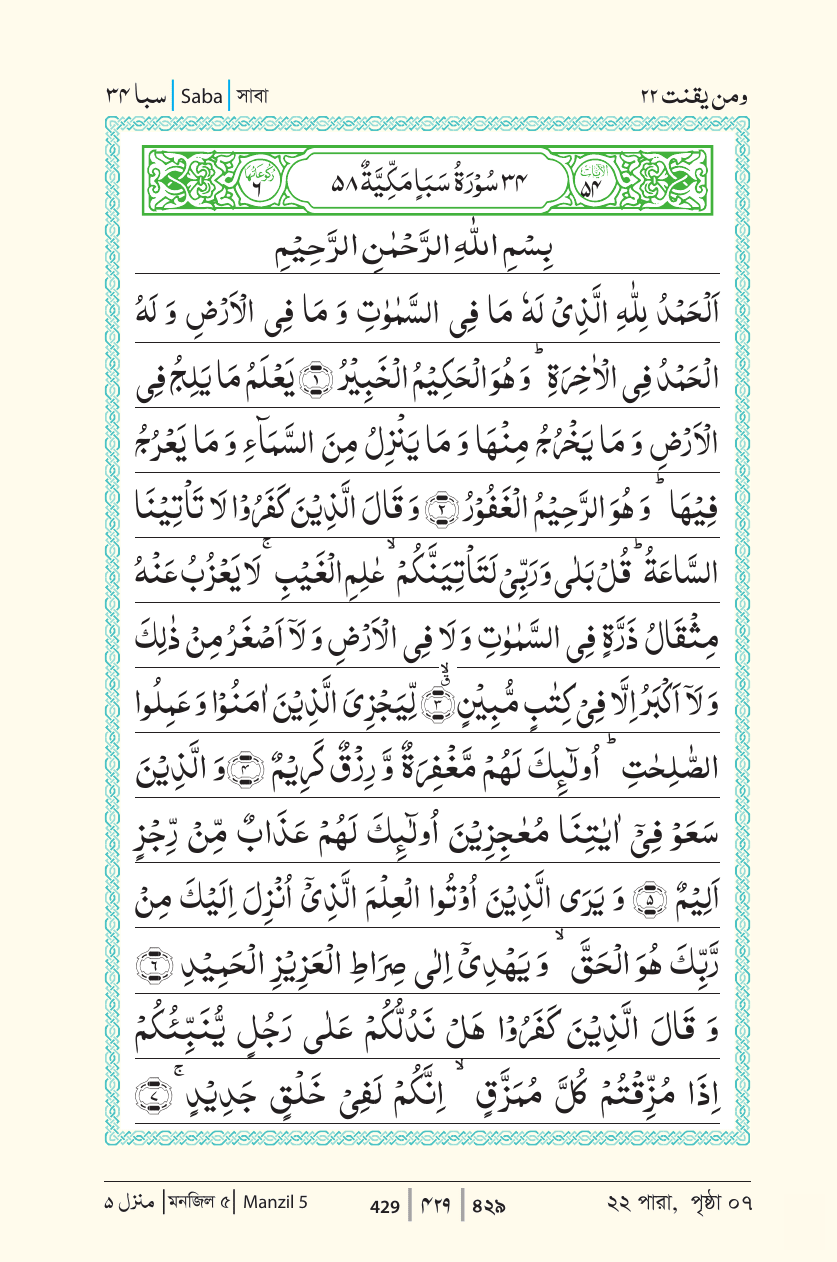 سبا ۳۴ | Saba | সাবা
ومن يقنت ۲۲
الآيات ۵۴
۳۴ سُوْرَةُ سَبَاٍ مَكِّيَّةٌ ۵۸
رکوعاتها ۶
بِسْمِ اللّٰهِ الرَّحْمٰنِ الرَّحِيْمِ
اَلْحَمْدُ لِلّٰهِ الَّذِىْ لَهٗ مَا فِى السَّمٰوٰتِ وَ مَا فِى الْاَرْضِ وَ لَهُ
الْحَمْدُ فِى الْاٰخِرَةِ ؕ وَ هُوَ الْحَكِيْمُ الْخَبِيْرُ ۝۱ يَعْلَمُ مَا يَلِجُ فِى
الْاَرْضِ وَ مَا يَخْرُجُ مِنْهَا وَ مَا يَنْزِلُ مِنَ السَّمَآءِ وَ مَا يَعْرُجُ
فِيْهَا ؕ وَ هُوَ الرَّحِيْمُ الْغَفُوْرُ ۝۲ وَ قَالَ الَّذِيْنَ كَفَرُوْا لَا تَاْتِيْنَا
السَّاعَةُ ؕ قُلْ بَلٰى وَرَبِّىْ لَتَاْتِيَنَّكُمْ ۙ عٰلِمِ الْغَيْبِ ۚ لَا يَعْزُبُ عَنْهُ
مِثْقَالُ ذَرَّةٍ فِى السَّمٰوٰتِ وَ لَا فِى الْاَرْضِ وَ لَاۤ اَصْغَرُ مِنْ ذٰلِكَ
وَ لَاۤ اَكْبَرُ اِلَّا فِىْ كِتٰبٍ مُّبِيْنٍ ۝۳ۙ لِّيَجْزِىَ الَّذِيْنَ اٰمَنُوْا وَ عَمِلُوا
الصّٰلِحٰتِ ؕ اُولٰٓئِكَ لَهُمْ مَّغْفِرَةٌ وَّ رِزْقٌ كَرِيْمٌ ۝۴ وَ الَّذِيْنَ
سَعَوْ فِىْۤ اٰيٰتِنَا مُعٰجِزِيْنَ اُولٰٓئِكَ لَهُمْ عَذَابٌ مِّنْ رِّجْزٍ
اَلِيْمٌ ۝۵ وَ يَرَى الَّذِيْنَ اُوْتُوا الْعِلْمَ الَّذِىْۤ اُنْزِلَ اِلَيْكَ مِنْ
رَّبِّكَ هُوَ الْحَقَّ ۙ وَ يَهْدِىْۤ اِلٰى صِرَاطِ الْعَزِيْزِ الْحَمِيْدِ ۝۶
وَ قَالَ الَّذِيْنَ كَفَرُوْا هَلْ نَدُلُّكُمْ عَلٰى رَجُلٍ يُّنَبِّئُكُمْ
اِذَا مُزِّقْتُمْ كُلَّ مُمَزَّقٍ ۙ اِنَّكُمْ لَفِىْ خَلْقٍ جَدِيْدٍ ۚ ۝۷
منزل ۵ | মনজিল ৫ | Manzil 5
429 | ۴۲۹ | ৪২৯
২২ পারা, পৃষ্ঠা ০৭